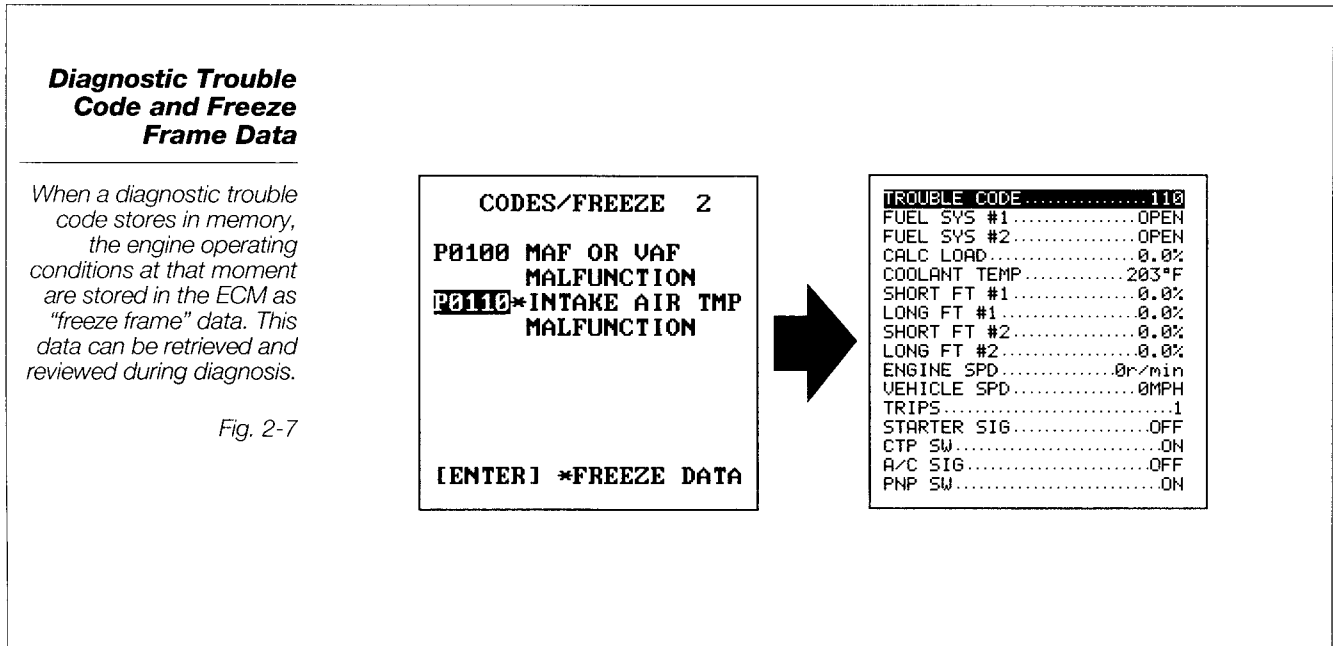 Diagnostic Trouble
Code and Freeze
Frame Data
When a diagnostic trouble
code stores in memory,
the engine operating
conditions at that moment
are stored in the ECM as
"freeze frame" data. This
data can be retrieved and
reviewed during diagnosis.
Fig. 2-7
CODES/FREEZE 2
P0100 MAF OR VAF
MALFUNCTION
P0110*INTAKE AIR TMP
MALFUNCTION
[ENTER] *FREEZE DATA
TROUBLE CODE................110
FUEL SYS #1...............OPEN
FUEL SYS #2...............OPEN
CALC LOAD..................0.0%
COOLANT TEMP.............203°F
SHORT FT #1................0.0%
LONG FT #1.................0.0%
SHORT FT #2................0.0%
LONG FT #2.................0.0%
ENGINE SPD..............0r/min
VEHICLE SPD...............0MPH
TRIPS............................1
STARTER SIG.................OFF
CTP SW.......................ON
A/C SIG......................OFF
PNP SW.......................ON